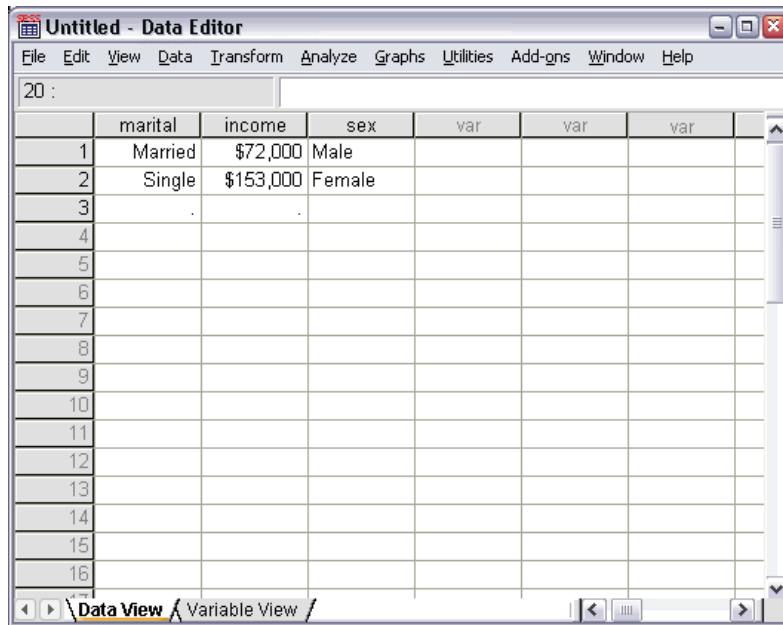 Untitled - Data Editor
File Edit View Data Transform Analyze Graphs Utilities Add-ons Window Help
20 :
marital income sex var var var
1 Married $72,000 Male
2 Single $153,000 Female
3 . .
4
5
6
7
8
9
10
11
12
13
14
15
16
17
Data View Variable View